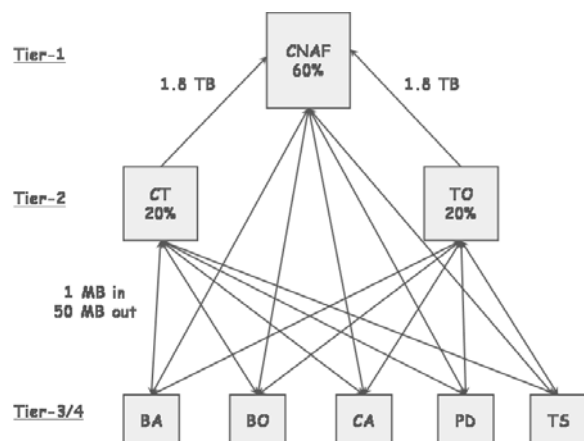 Tier-1
CNAF
60%
1.8 TB
1.8 TB
Tier-2
CT
20%
TO
20%
1 MB in
50 MB out
Tier-3/4
BA
BO
CA
PD
TS